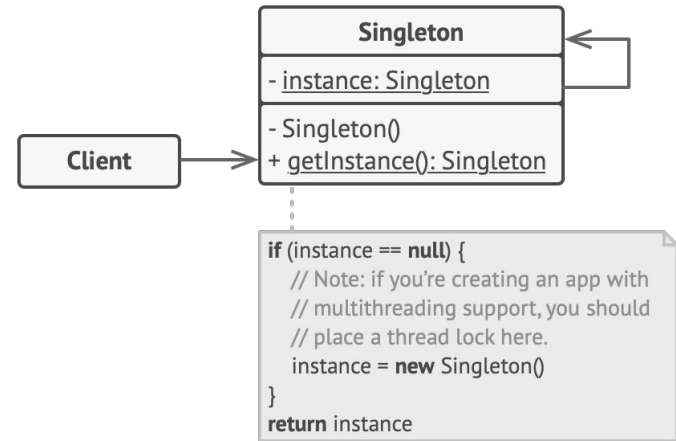 Singleton
- instance: Singleton
- Singleton()
+ getInstance(): Singleton
Client
if (instance == null) {
// Note: if you’re creating an app with
// multithreading support, you should
// place a thread lock here.
instance = new Singleton()
}
return instance